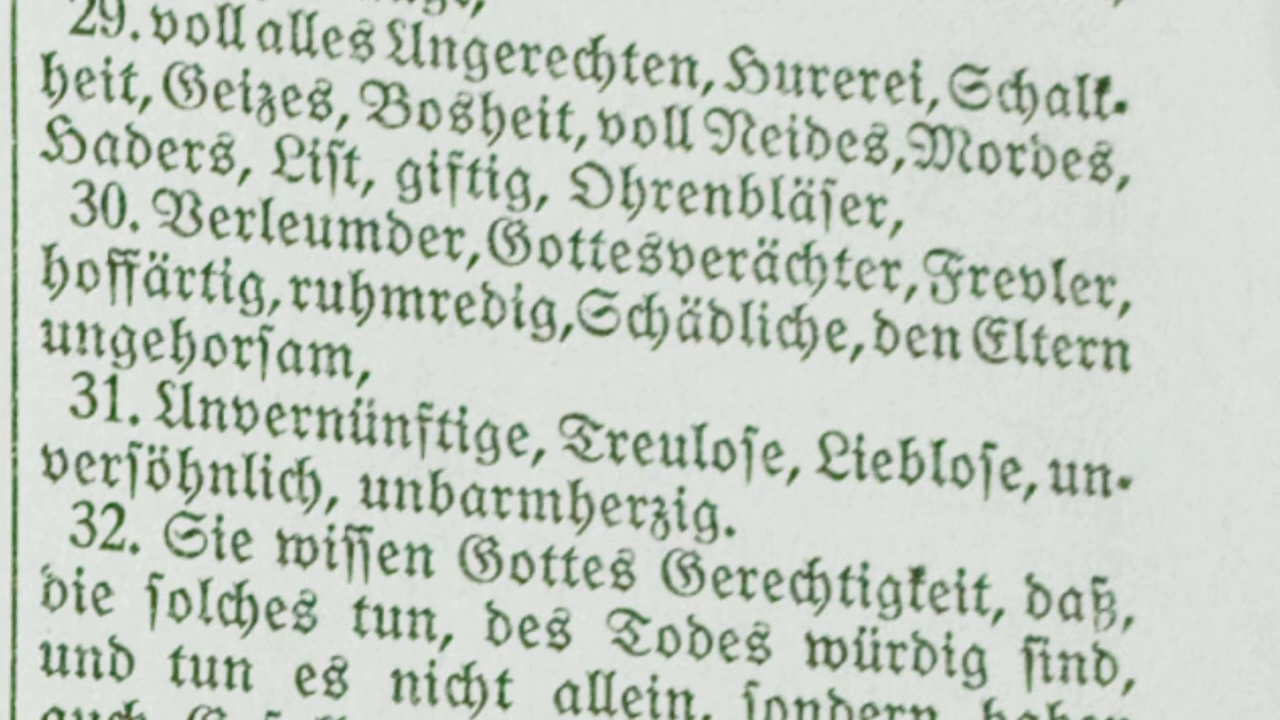 29. voll alles Ungerechten, Hurerei, Schalk-
heit, Geizes, Bosheit, voll Neides, Mordes,
Haders, List, giftig, Ohrenbläser,
30. Verleumder, Gottesverächter, Frevler,
hoffärtig, ruhmredig, Schädliche, den Eltern
ungehorsam,
31. Unvernünftige, Treulose, Lieblose, un-
versöhnlich, unbarmherzig.
32. Sie wissen Gottes Gerechtigkeit, daß,
die solches tun, des Todes würdig sind,
und tun es nicht allein, sondern haben
auch